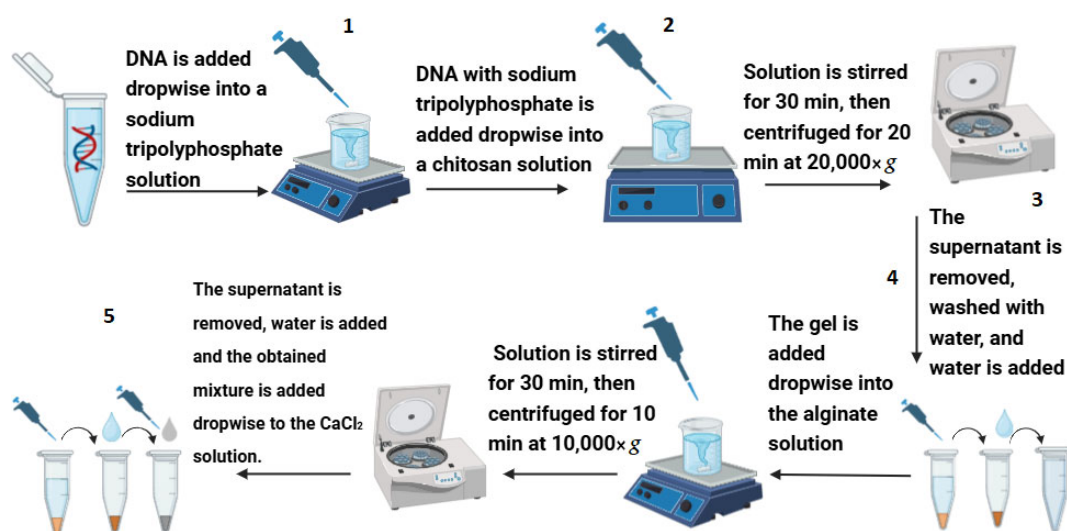 1
DNA is added
dropwise into a
sodium
tripolyphosphate
solution
2
DNA with sodium
tripolyphosphate is
added dropwise into
a chitosan solution
Solution is stirred
for 30 min, then
centrifuged for 20
min at 20,000×g
3
The
supernatant is
removed,
washed with
water, and
water is added
4
The gel is
added
dropwise into
the alginate
solution
Solution is stirred
for 30 min, then
centrifuged for 10
min at 10,000×g
5
The supernatant is
removed, water is added
and the obtained
mixture is added
dropwise to the CaCl₂
solution.